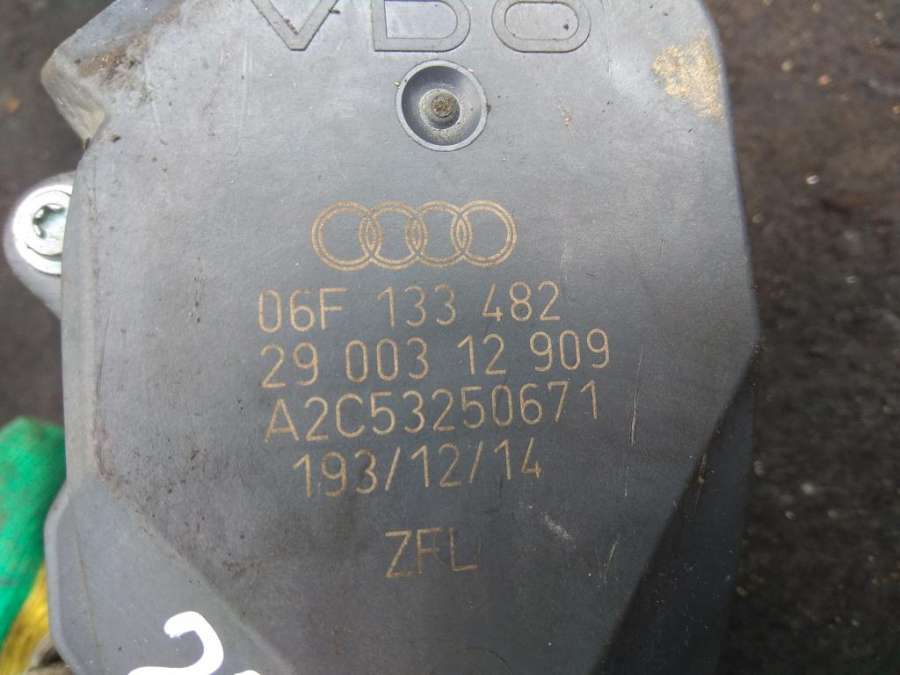 VDO
06F 133 482
29 003 12 909
A2C53250671
193/12/14
ZFL